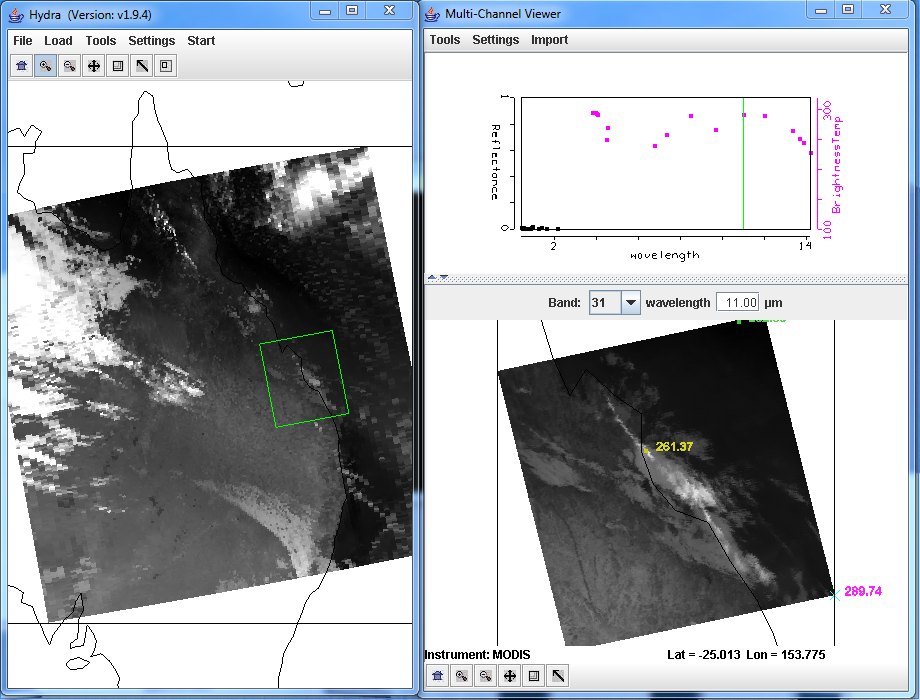 Hydra (Version: v1.9.4)
File Load Tools Settings Start
Multi-Channel Viewer
Tools Settings Import
1
Reflectance
0
2
14
wavelength
300
BrightnessTemp
100
Band: 31 wavelength 11.00 µm
261.37
289.74
Instrument: MODIS
Lat = -25.013 Lon = 153.775